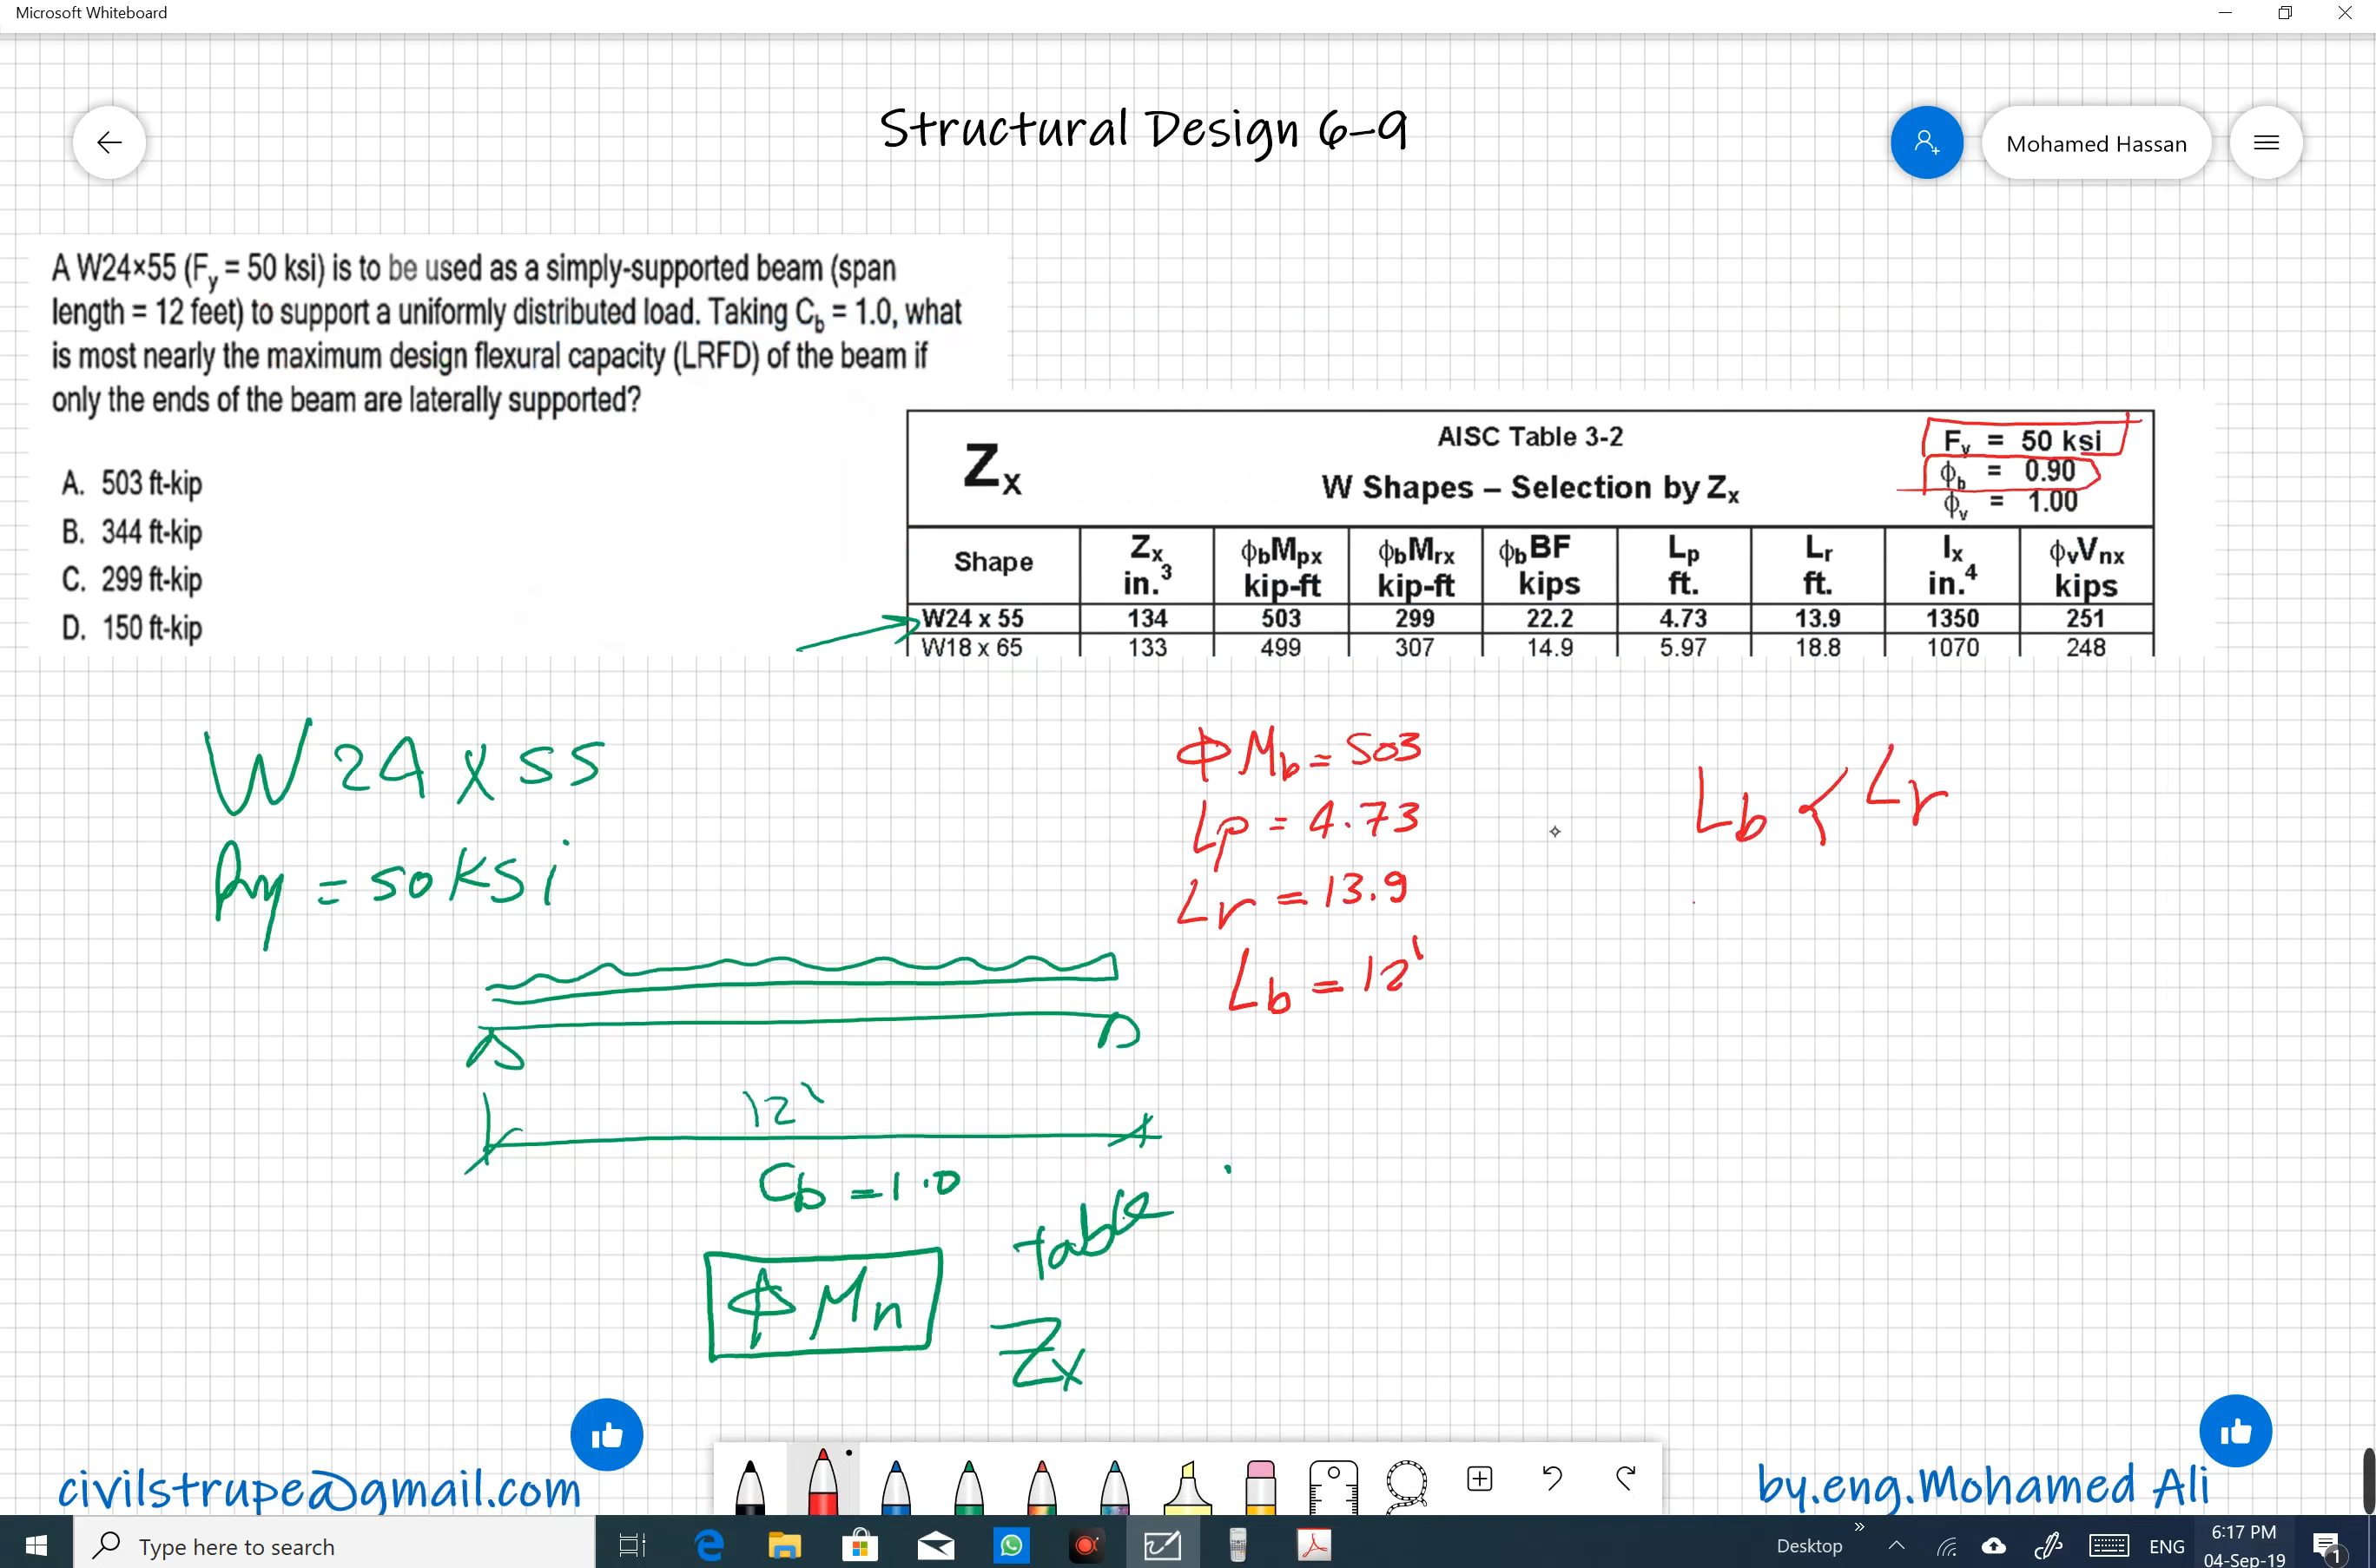 Microsoft Whiteboard
Structural Design 6-9
Mohamed Hassan
A W24×55 (Fy = 50 ksi) is to be used as a simply-supported beam (span
length = 12 feet) to support a uniformly distributed load. Taking Cb = 1.0, what
is most nearly the maximum design flexural capacity (LRFD) of the beam if
only the ends of the beam are laterally supported?
A. 503 ft-kip
B. 344 ft-kip
C. 299 ft-kip
D. 150 ft-kip
Zx
AISC Table 3-2
W Shapes – Selection by Zx
Fy = 50 ksi
ϕb = 0.90
ϕv = 1.00
Shape Zx in.³ ϕbMpx kip-ft ϕbMrx kip-ft ϕbBF kips Lp ft. Lr ft. Ix in.⁴ ϕvVnx kips
W24 x 55 134 503 299 22.2 4.73 13.9 1350 251
W18 x 65 133 499 307 14.9 5.97 18.8 1070 248
W 24 x 55
Fy = 50 ksi
12'
Cb = 1.0
ϕ Mn
table
Zx
ϕ Mb = 503
Lp = 4.73
Lr = 13.9
Lb = 12'
Lb < Lr
civilstrupe@gmail.com
by.eng.Mohamed Ali
Type here to search
Desktop
ENG
6:17 PM
04-Sep-19
1